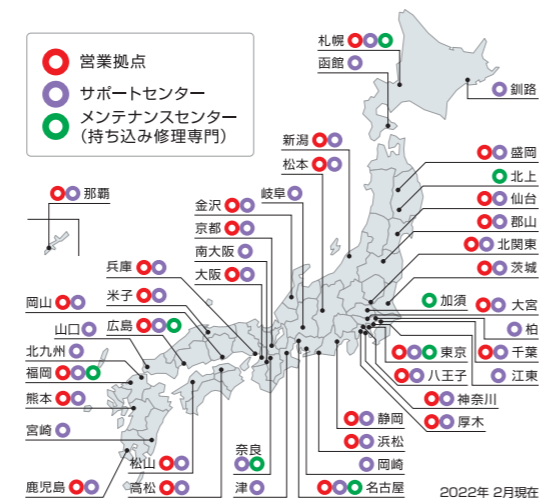 営業拠点
サポートセンター
メンテナンスセンター
(持ち込み修理専門)
札幌
函館
釧路
新潟
松本
盛岡
北上
仙台
郡山
北関東
茨城
那覇
岐阜
金沢
京都
南大阪
大阪
兵庫
米子
広島
岡山
山口
北九州
福岡
熊本
宮崎
鹿児島
松山
高松
奈良
津
加須
大宮
柏
東京
千葉
八王子
江東
神奈川
厚木
静岡
浜松
岡崎
名古屋
2022年 2月現在